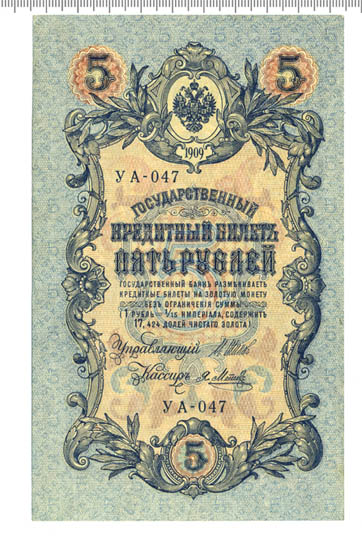 5 5
1909
УА-047
ГОСУДАРСТВЕННЫЙ
КРЕДИТНЫЙ БИЛЕТЪ
ПЯТЬ РУБЛЕЙ
ГОСУДАРСТВЕННЫЙ БАНКЪ РАЗМѢНИВАЕТЪ
КРЕДИТНЫЕ БИЛЕТЫ НА ЗОЛОТУЮ МОНЕТУ
БЕЗЪ ОГРАНИЧЕНІЯ СУММЫ
(1 РУБЛЬ = 1/15 ИМПЕРІАЛА, СОДЕРЖИТЪ
17,424 ДОЛЕЙ ЧИСТАГО ЗОЛОТА)
Управляющій
Кассиръ
УА-047
5